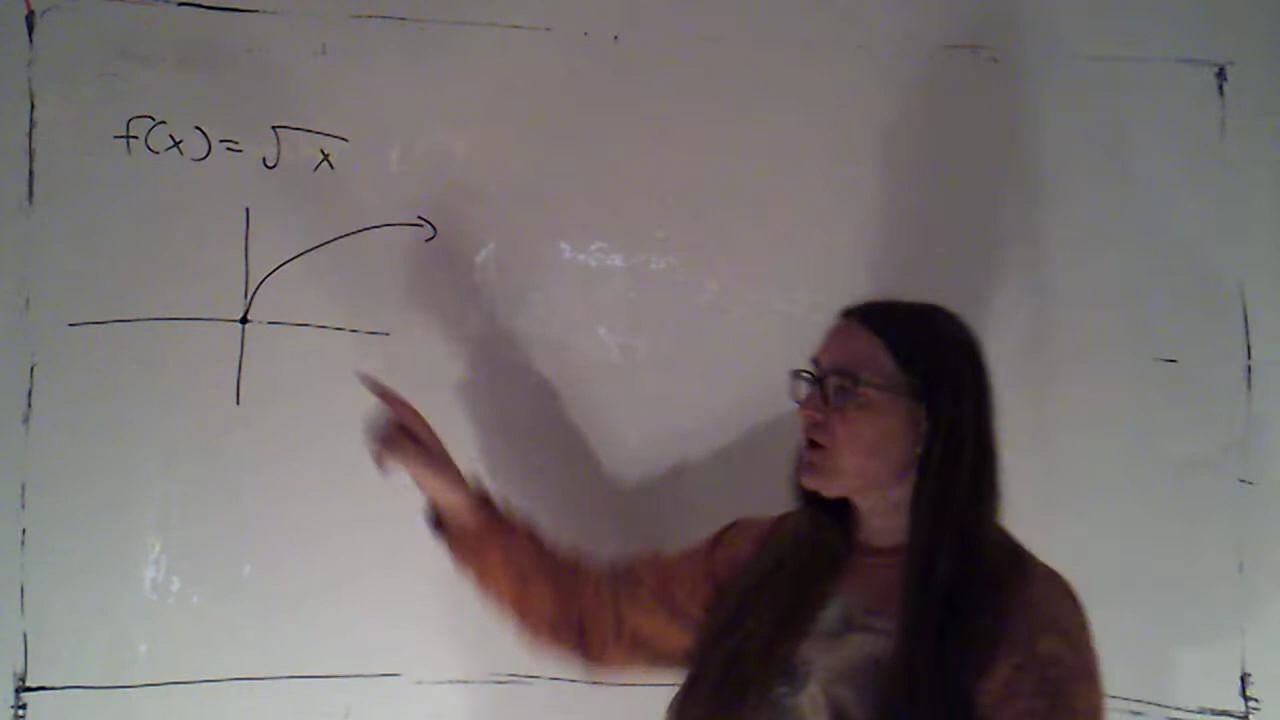 f(x) = √x